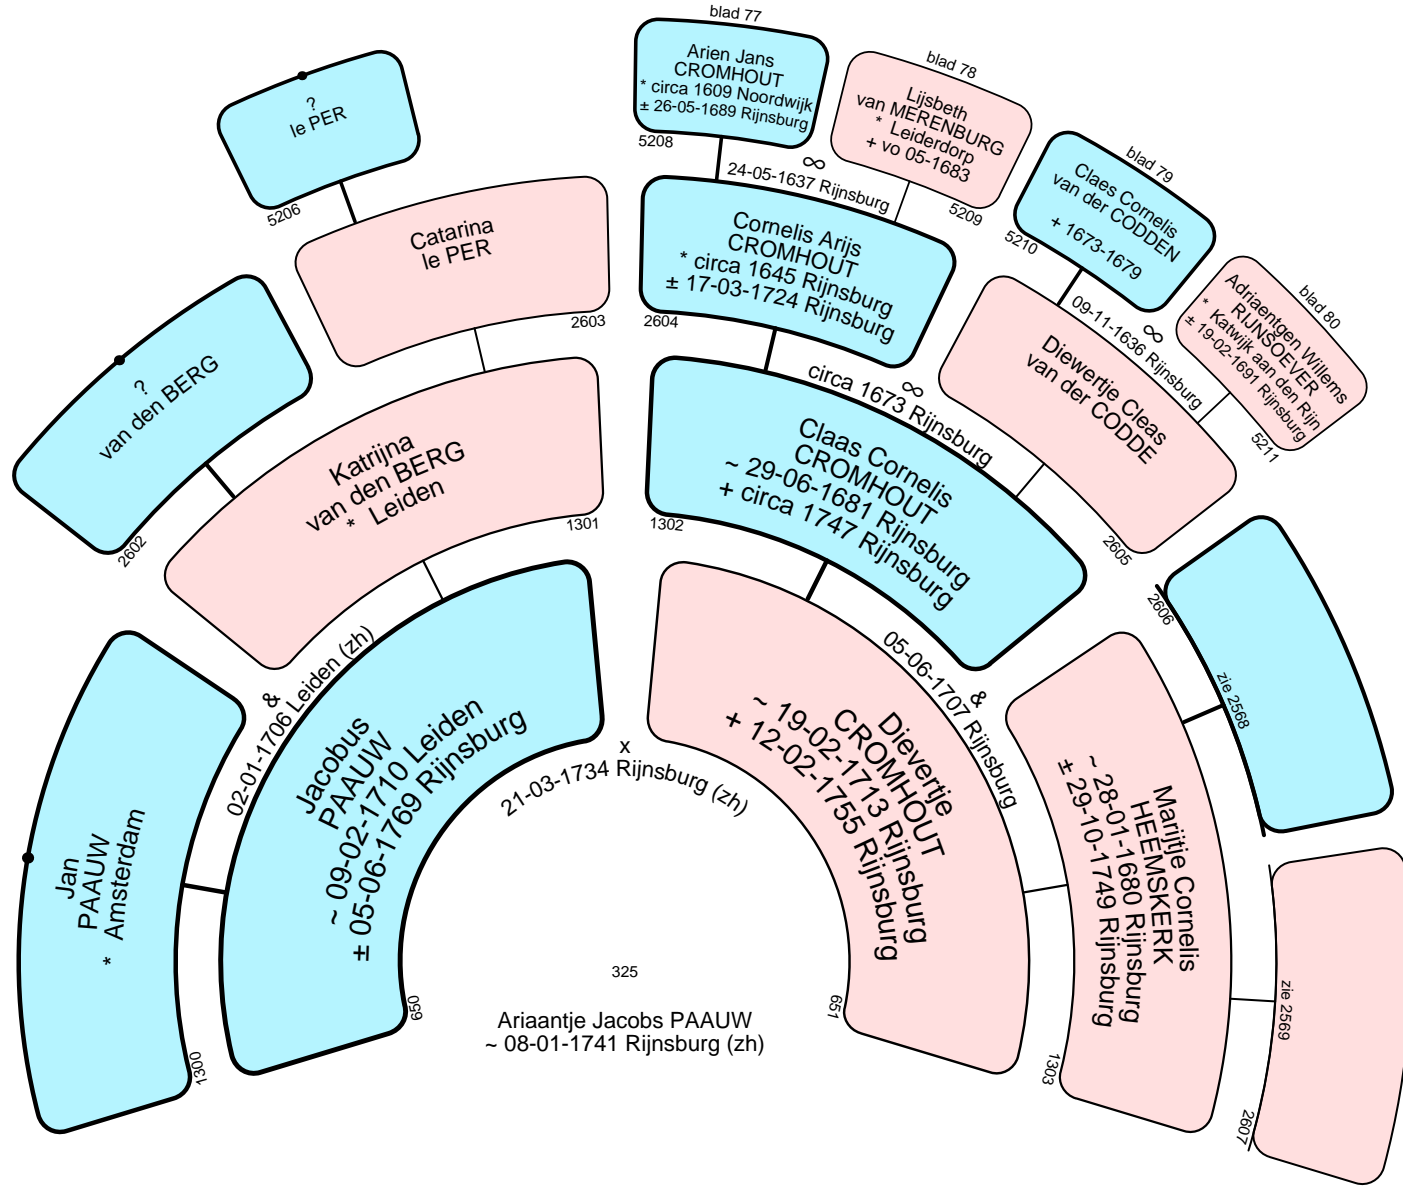 blad 77
Arien Jans
CROMHOUT
* circa 1609 Noordwijk
± 26-05-1689 Rijnsburg
5208
∞
24-05-1637 Rijnsburg
blad 78
Lijsbeth
van MERENBURG
* Leiderdorp
+ vo 05-1683
5209
blad 79
Claes Cornelis
van der CODDEN
+ 1673-1679
5210
∞
09-11-1636 Rijnsburg
blad 80
Adriaentgen Willems
RIJNSOEVER
* Katwijk aan den Rijn
± 19-02-1691 Rijnsburg
5211
?
le PER
5206
Catarina
le PER
2603
Cornelis Arijs
CROMHOUT
* circa 1645 Rijnsburg
± 17-03-1724 Rijnsburg
2604
∞
circa 1673 Rijnsburg
Diewertje Cleas
van der CODDE
2605
?
van den BERG
2602
Katrijna
van den BERG
* Leiden
1301
Claas Cornelis
CROMHOUT
~ 29-06-1681 Rijnsburg
+ circa 1747 Rijnsburg
1302
2606
zie 2568
Jan
PAAUW
* Amsterdam
1300
&
02-01-1706 Leiden (zh)
Jacobus
PAAUW
~ 09-02-1710 Leiden
± 05-06-1769 Rijnsburg
650
x
21-03-1734 Rijnsburg (zh)
Dievertje
CROMHOUT
~ 19-02-1713 Rijnsburg
+ 12-02-1755 Rijnsburg
651
&
05-06-1707 Rijnsburg
Marijtje Cornelis
HEEMSKERK
~ 28-01-1680 Rijnsburg
± 29-10-1749 Rijnsburg
1303
zie 2569
2607
325
Ariaantje Jacobs PAAUW
~ 08-01-1741 Rijnsburg (zh)